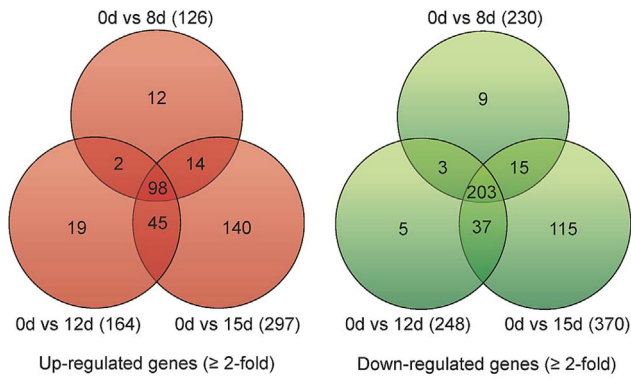 0d vs 8d (126)
12
2
14
98
19
45
140
0d vs 12d (164)
0d vs 15d (297)
Up-regulated genes (≥ 2-fold)
0d vs 8d (230)
9
3
15
203
5
37
115
0d vs 12d (248)
0d vs 15d (370)
Down-regulated genes (≥ 2-fold)